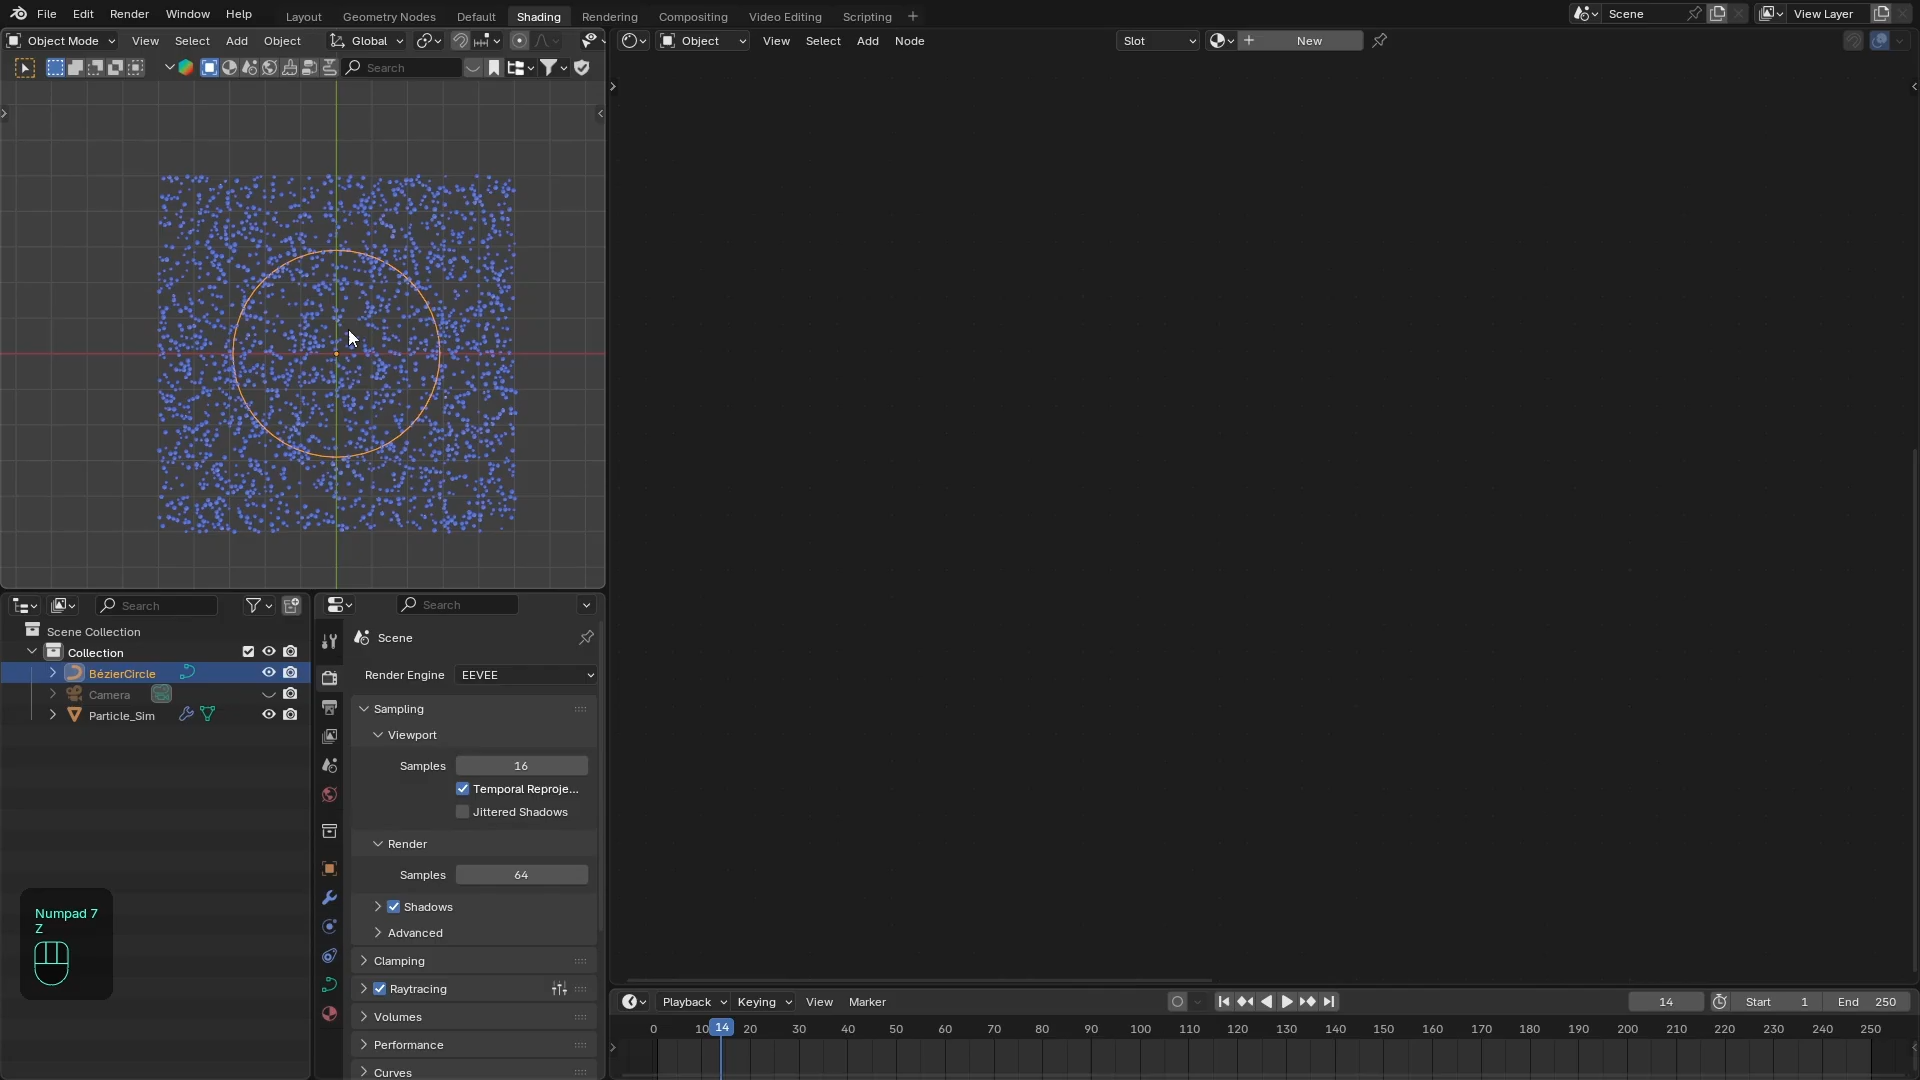 File Edit Render Window Help Layout Geometry Nodes Default Shading Rendering Compositing Video Editing Scripting + Scene View Layer
Object Mode View Select Add Object Global Object View Select Add Node Slot New
Search
Search
Scene Collection
Collection
BézierCircle
Camera
Particle_Sim
Numpad 7
Z
Search
Scene
Render Engine EEVEE
Sampling
Viewport
Samples 16
Temporal Reproje...
Jittered Shadows
Render
Samples 64
Shadows
Advanced
Clamping
Raytracing
Volumes
Performance
Curves
Playback Keying View Marker 14 Start 1 End 250
0 10 14 20 30 40 50 60 70 80 90 100 110 120 130 140 150 160 170 180 190 200 210 220 230 240 250